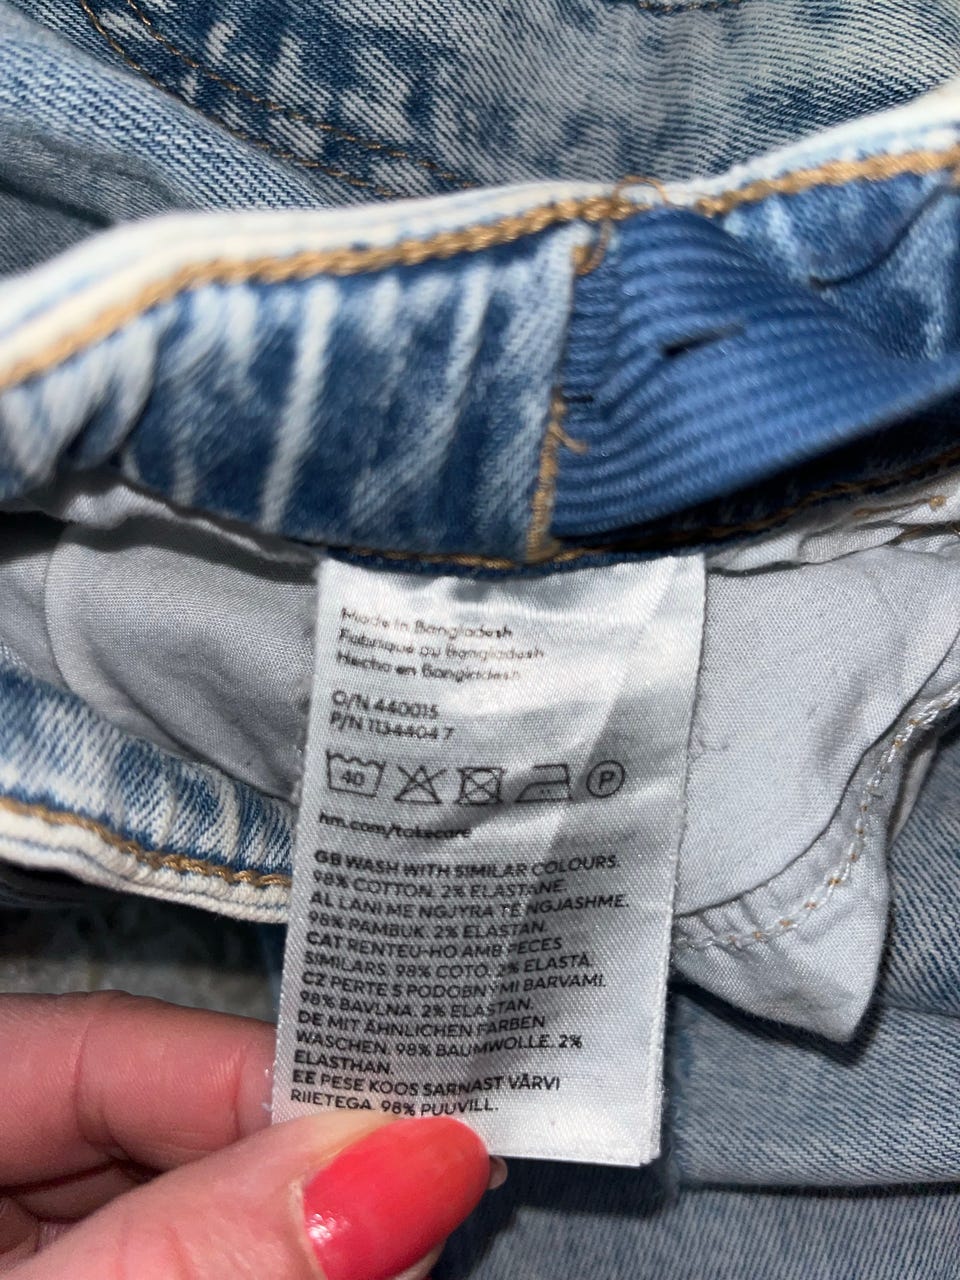 Made in Bangladesh
Fabriqué au Bangladesh
Hecho en Bangladesh
O/N 440015
P/N 1134404 7
40 P
hm.com/takecare
GB WASH WITH SIMILAR COLOURS.
98% COTTON. 2% ELASTANE.
AL LANI ME NGJYRA TË NGJASHME.
98% PAMBUK. 2% ELASTAN.
CAT RENTEU-HO AMB PECES
SIMILARS. 98% COTÓ. 2% ELASTÀ.
CZ PERTE S PODOBNÝMI BARVAMI.
98% BAVLNA. 2% ELASTAN.
DE MIT ÄHNLICHEN FARBEN
WASCHEN. 98% BAUMWOLLE. 2%
ELASTHAN.
EE PESE KOOS SARNAST VÄRVI
RIIETEGA. 98% PUUVILL.